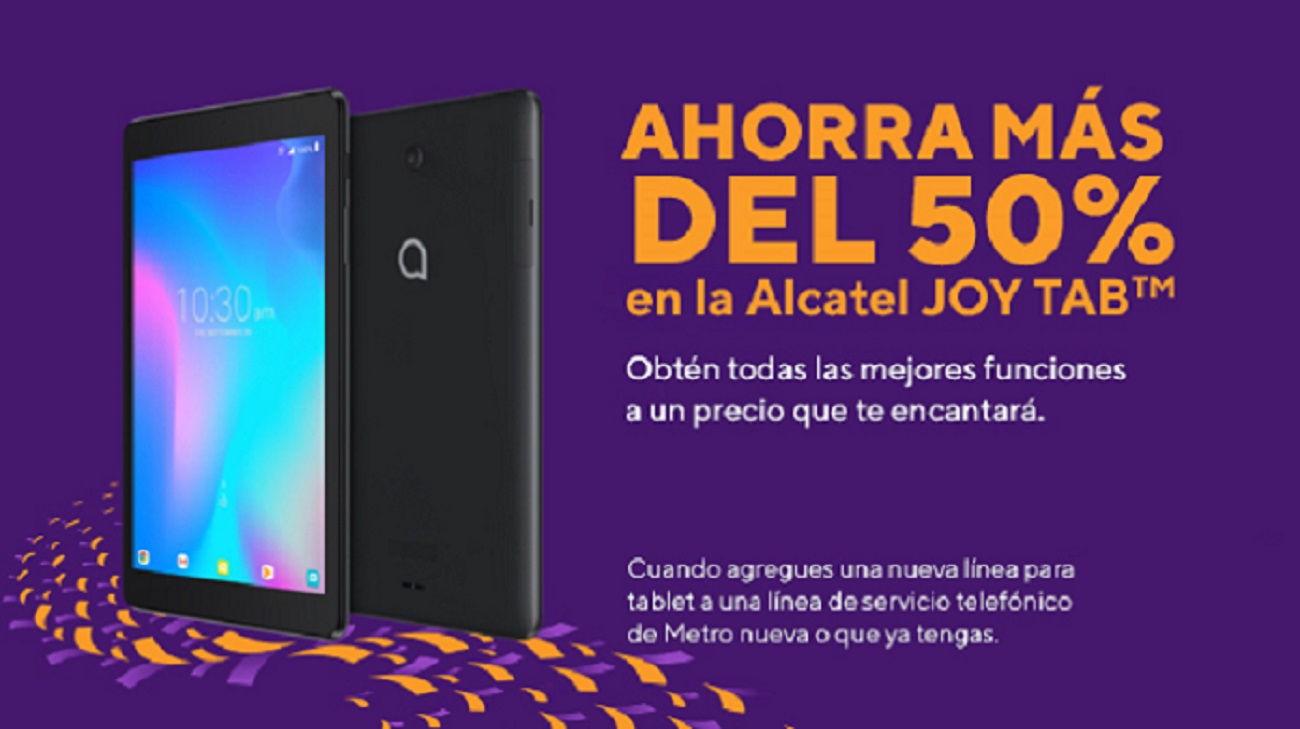 AHORRA MÁS
DEL 50%
en la Alcatel JOY TAB™
Obtén todas las mejores funciones
a un precio que te encantará.
Cuando agregues una nueva línea para
tablet a una línea de servicio telefónico
de Metro nueva o que ya tengas.
10:30 am